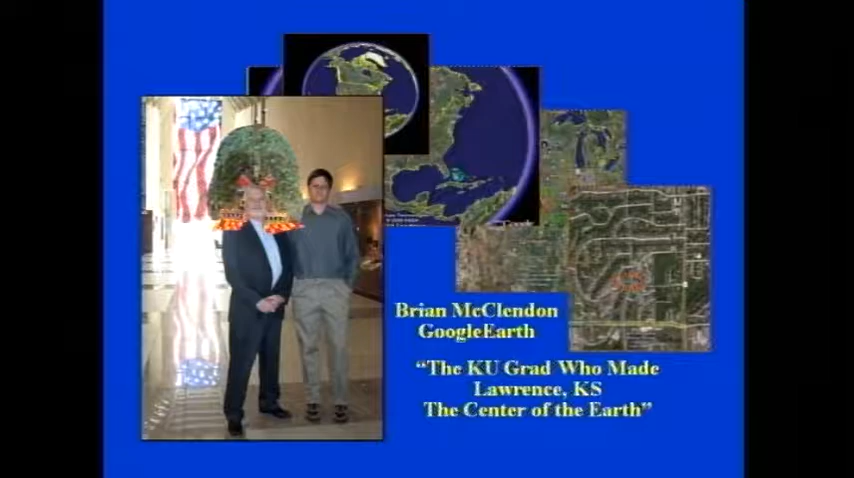 Brian McClendon
GoogleEarth
“The KU Grad Who Made
Lawrence, KS
The Center of the Earth”